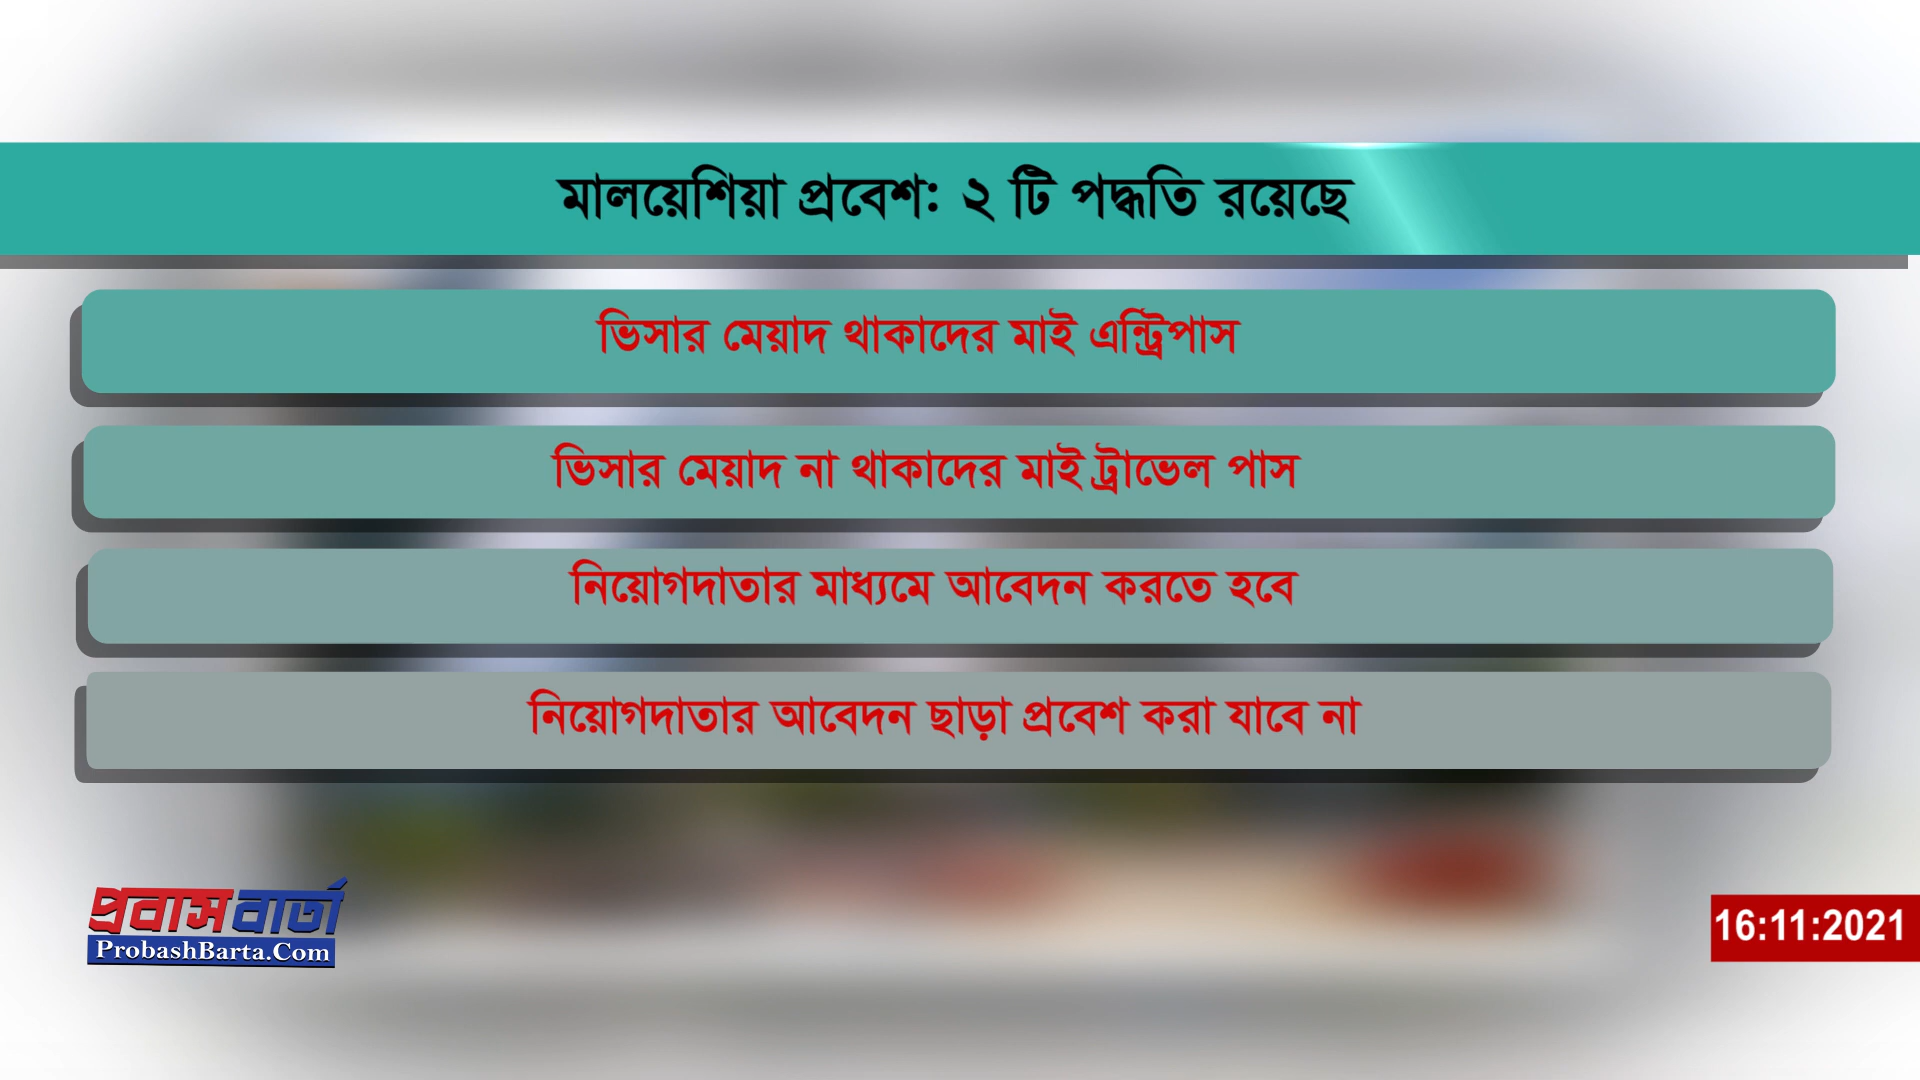 মালয়েশিয়া প্রবেশ: ২ টি পদ্ধতি রয়েছে
ভিসার মেয়াদ থাকাদের মাই এন্ট্রিপাস
ভিসার মেয়াদ না থাকাদের মাই ট্রাভেল পাস
নিয়োগদাতার মাধ্যমে আবেদন করতে হবে
নিয়োগদাতার আবেদন ছাড়া প্রবেশ করা যাবে না
প্রবাস বার্তা
ProbashBarta.Com
16:11:2021